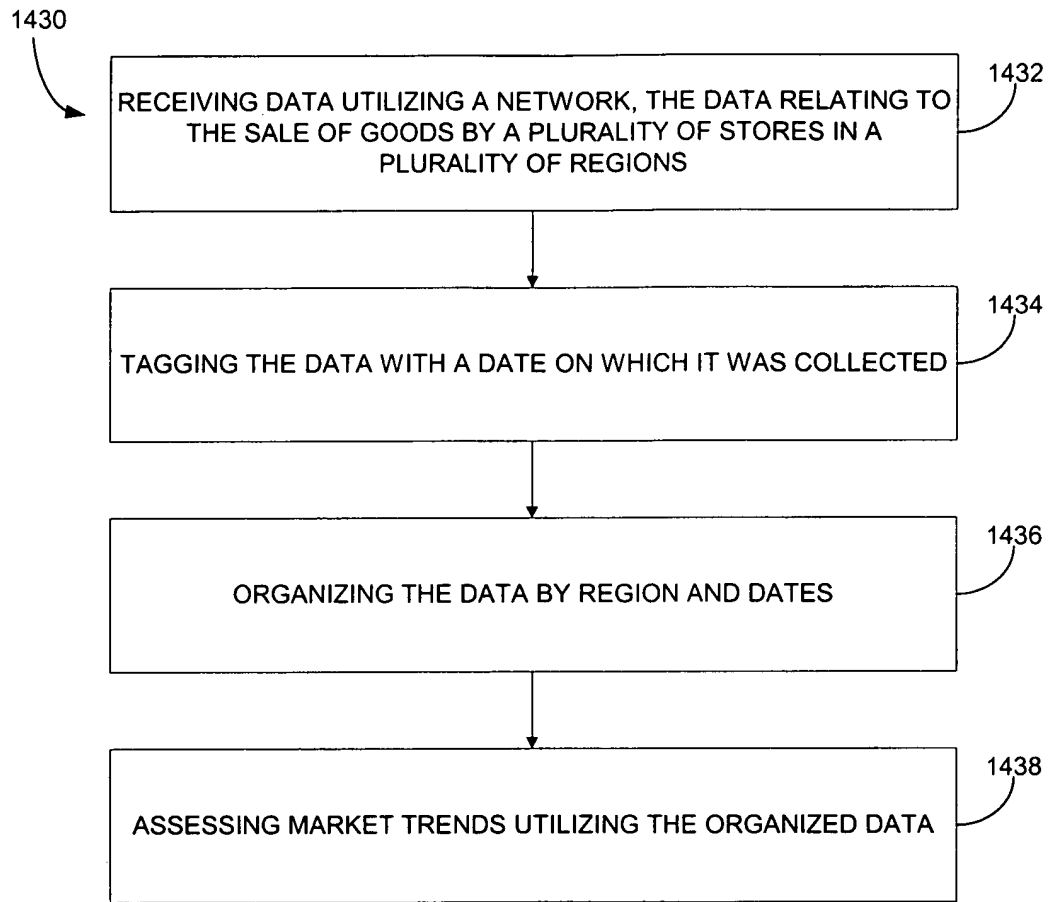 1430
1432
RECEIVING DATA UTILIZING A NETWORK, THE DATA RELATING TO
THE SALE OF GOODS BY A PLURALITY OF STORES IN A
PLURALITY OF REGIONS
1434
TAGGING THE DATA WITH A DATE ON WHICH IT WAS COLLECTED
1436
ORGANIZING THE DATA BY REGION AND DATES
1438
ASSESSING MARKET TRENDS UTILIZING THE ORGANIZED DATA